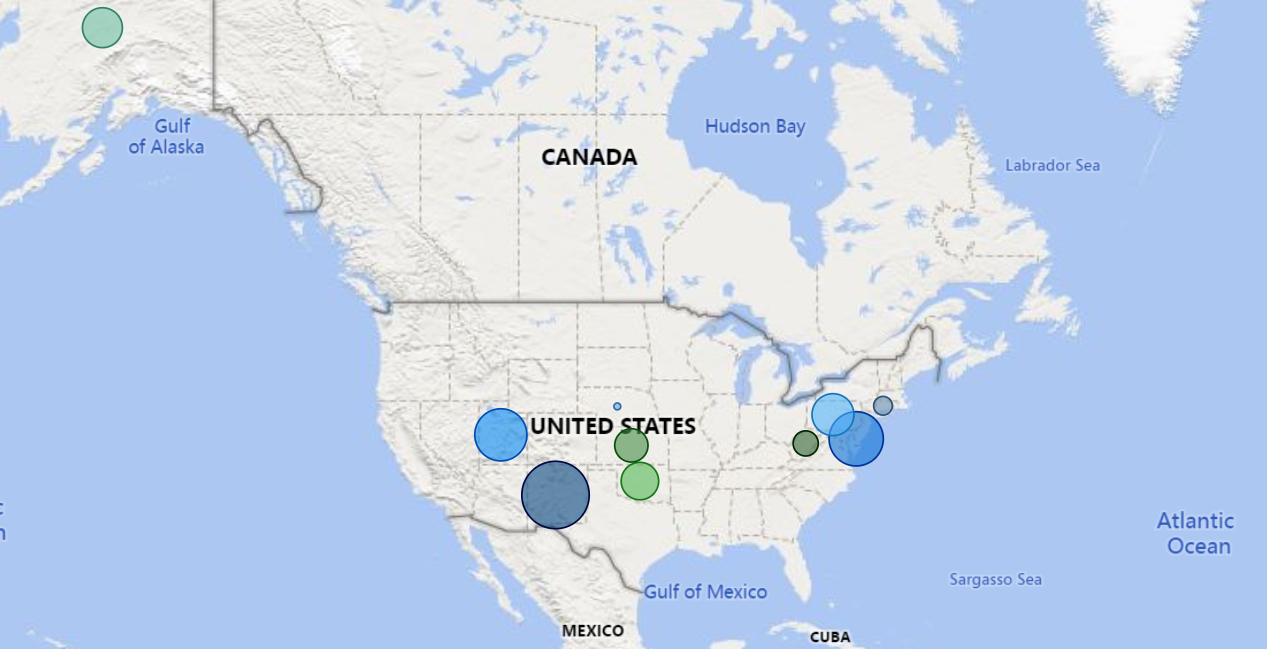 Gulf
of Alaska
Hudson Bay
CANADA
Labrador Sea
UNITED STATES
Atlantic
Ocean
Sargasso Sea
Gulf of Mexico
MEXICO
CUBA